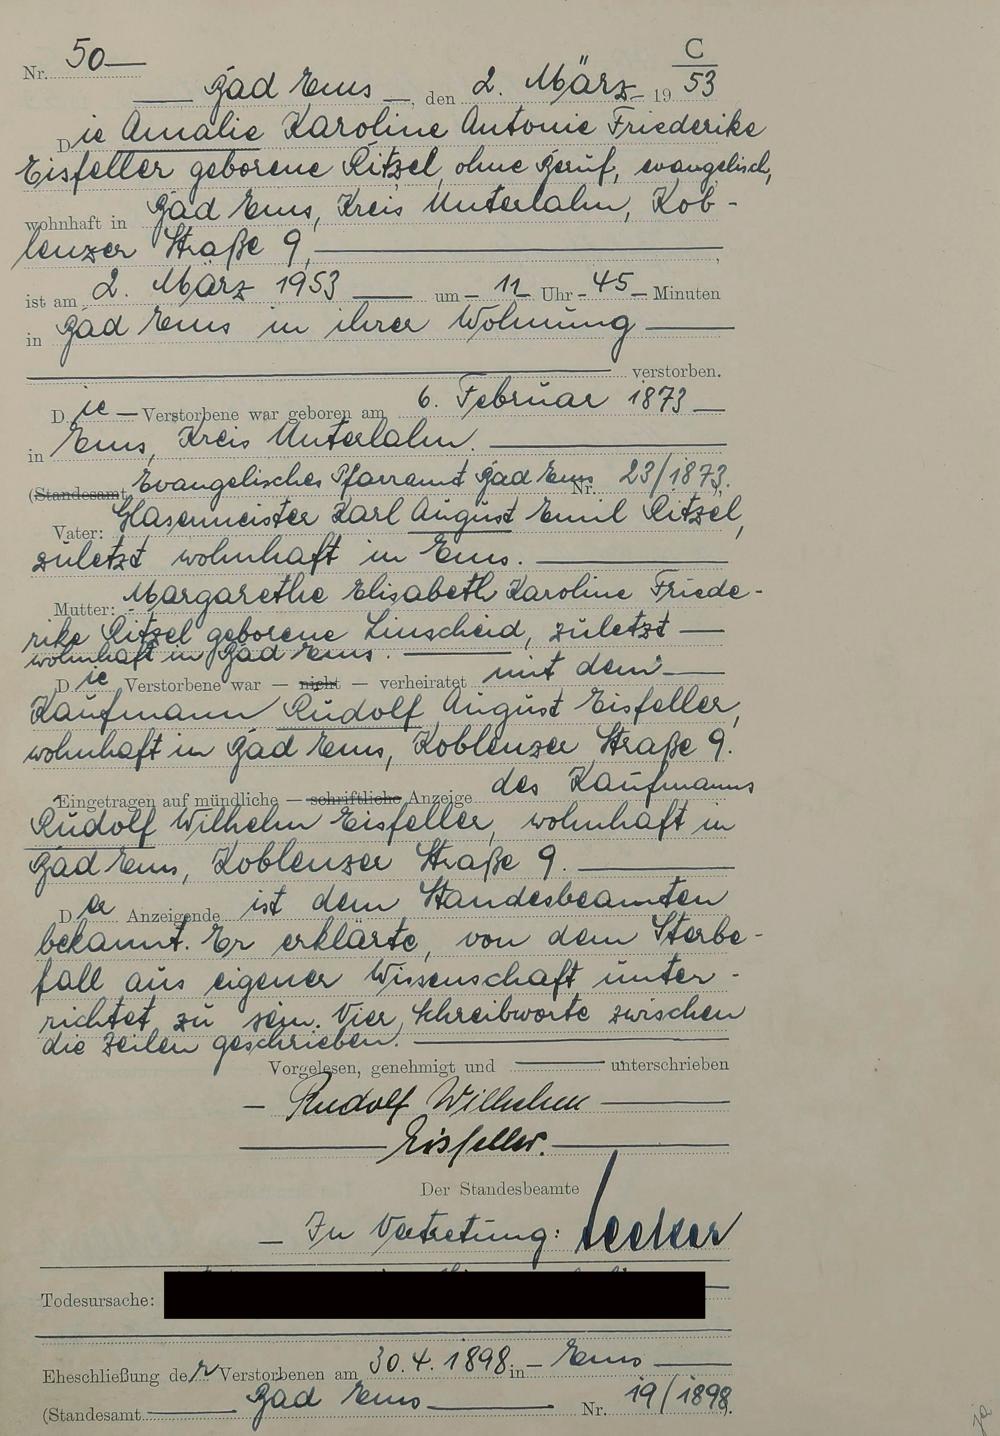 C
Nr. 50
Bad Ems, den 2. März 1953
Die Amalie Karoline Antonie Friederike
Eisfeller geborene Ritzel, ohne Beruf, evangelisch,
wohnhaft in Bad Ems, Kreis Unterlahn, Kob-
lenzer Straße 9,
ist am 2. März 1953 um 11 Uhr 45 Minuten
in Bad Ems in ihrer Wohnung
verstorben.
Die Verstorbene war geboren am 6. Februar 1873
in Ems, Kreis Unterlahn.
(Standesamt Evangelisches Pfarramt Bad Ems Nr. 23/1873.
Vater: Glasermeister Karl August Emil Ritzel,
zuletzt wohnhaft in Ems.
Mutter: Margarethe Elisabeth Karoline Friede-
rike Ritzel geborene Linscheid, zuletzt
wohnhaft in Bad Ems.
Die Verstorbene war — nicht — verheiratet mit dem
Kaufmann Rudolf August Eisfeller,
wohnhaft in Bad Ems, Koblenzer Straße 9.
Eingetragen auf mündliche — schriftliche Anzeige des Kaufmanns
Rudolf Wilhelm Eisfeller, wohnhaft in
Bad Ems, Koblenzer Straße 9.
Der Anzeigende ist dem Standesbeamten
bekannt. Er erklärte, von dem Sterbe-
fall aus eigener Wissenschaft unter-
richtet zu sein. Vier Schreibworte zwischen
die Zeilen geschrieben.
Vorgelesen, genehmigt und unterschrieben
Rudolf Wilhelm
Eisfeller.
Der Standesbeamte
In Vertretung:
Todesursache:
Eheschließung der Verstorbenen am 30.4.1898 in Ems
(Standesamt Bad Ems Nr. 19/1898.